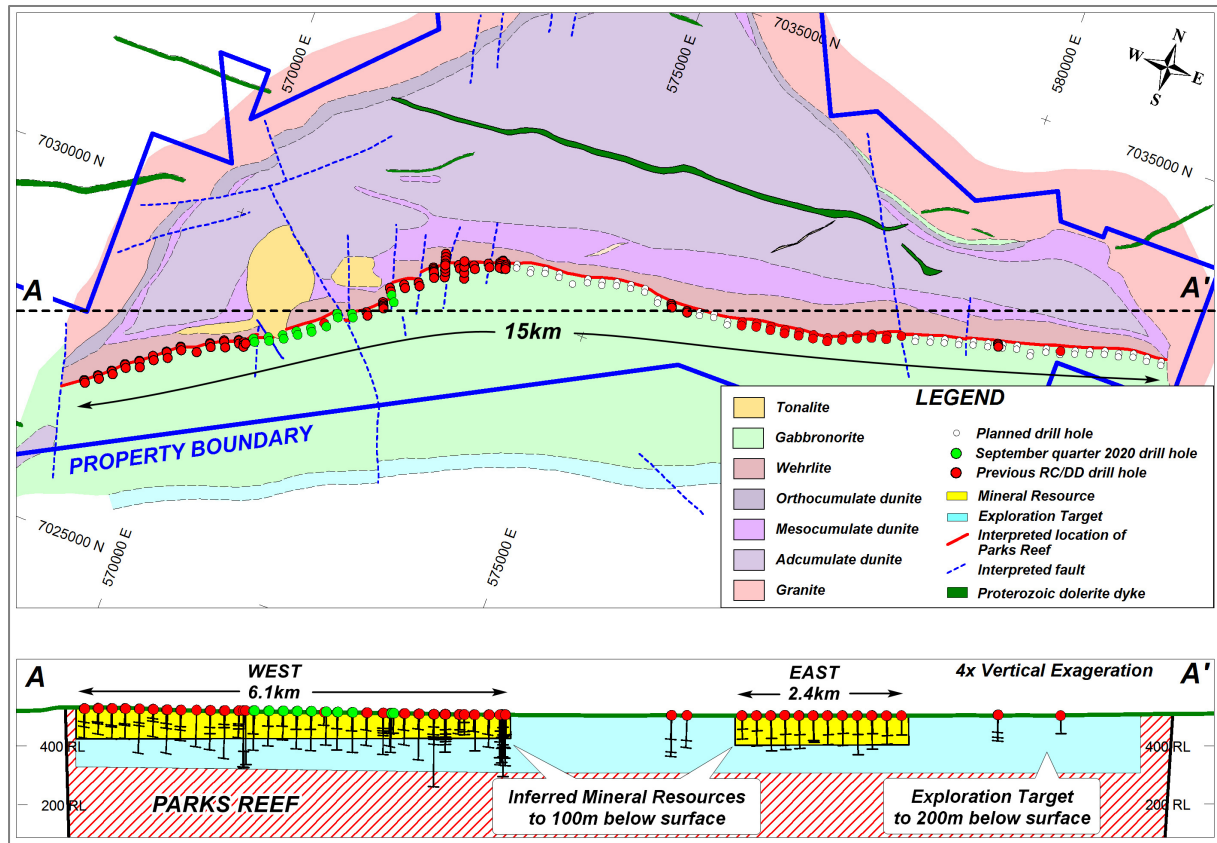 570000 E
575000 E
7035000 N
580000 E
N
W
E
S
7030000 N
7035000 N
A
A'
15km
PROPERTY BOUNDARY
7025000 N
570000 E
575000 E
LEGEND
Tonalite
Gabbronorite
Wehrlite
Orthocumulate dunite
Mesocumulate dunite
Adcumulate dunite
Granite
Planned drill hole
September quarter 2020 drill hole
Previous RC/DD drill hole
Mineral Resource
Exploration Target
Interpreted location of
Parks Reef
Interpreted fault
Proterozoic dolerite dyke
A
WEST
6.1km
EAST
2.4km
4x Vertical Exageration
A'
400 RL
400 RL
200 RL
200 RL
PARKS REEF
Inferred Mineral Resources
to 100m below surface
Exploration Target
to 200m below surface